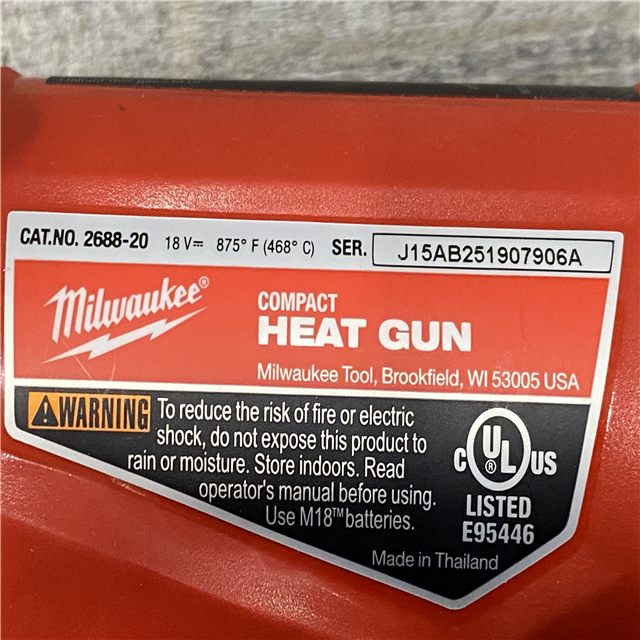 CAT.NO. 2688-20 18 V⎓ 875° F (468° C) SER. J15AB251907906A
Milwaukee®
COMPACT
HEAT GUN
Milwaukee Tool, Brookfield, WI 53005 USA
⚠WARNING To reduce the risk of fire or electric
shock, do not expose this product to
rain or moisture. Store indoors. Read
operator's manual before using.
Use M18™ batteries.
C UL® US
LISTED
E95446
Made in Thailand